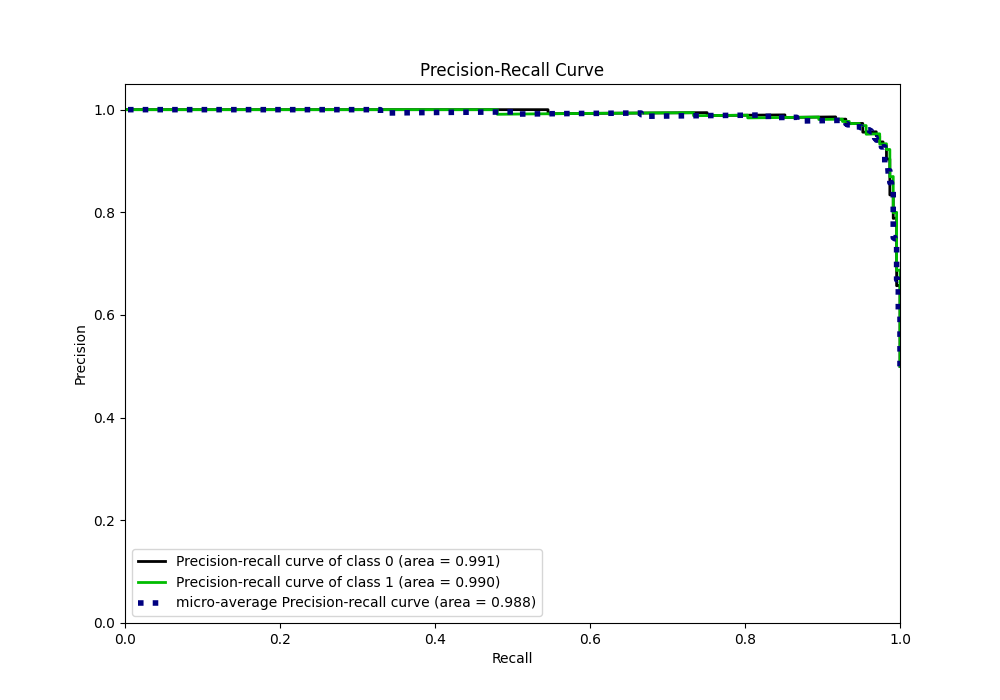 Precision-Recall Curve
1.0
0.8
0.6
0.4
0.2
0.0
Precision
Precision-recall curve of class 0 (area = 0.991)
Precision-recall curve of class 1 (area = 0.990)
micro-average Precision-recall curve (area = 0.988)
0.0 0.2 0.4 0.6 0.8 1.0
Recall